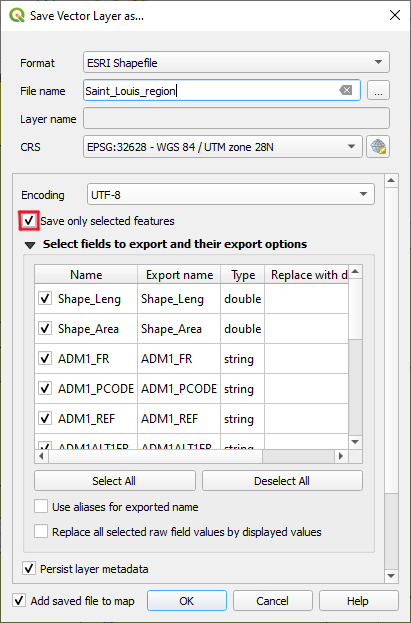 Save Vector Layer as...
Format ESRI Shapefile
File name Saint_Louis_region ...
Layer name
CRS EPSG:32628 - WGS 84 / UTM zone 28N
Encoding UTF-8
Save only selected features
Select fields to export and their export options
Name Export name Type Replace with d
Shape_Leng Shape_Leng double
Shape_Area Shape_Area double
ADM1_FR ADM1_FR string
ADM1_PCODE ADM1_PCODE string
ADM1_REF ADM1_REF string
ADM1ALT1FR ADM1ALT1FR string
Select All Deselect All
Use aliases for exported name
Replace all selected raw field values by displayed values
Persist layer metadata
Add saved file to map OK Cancel Help